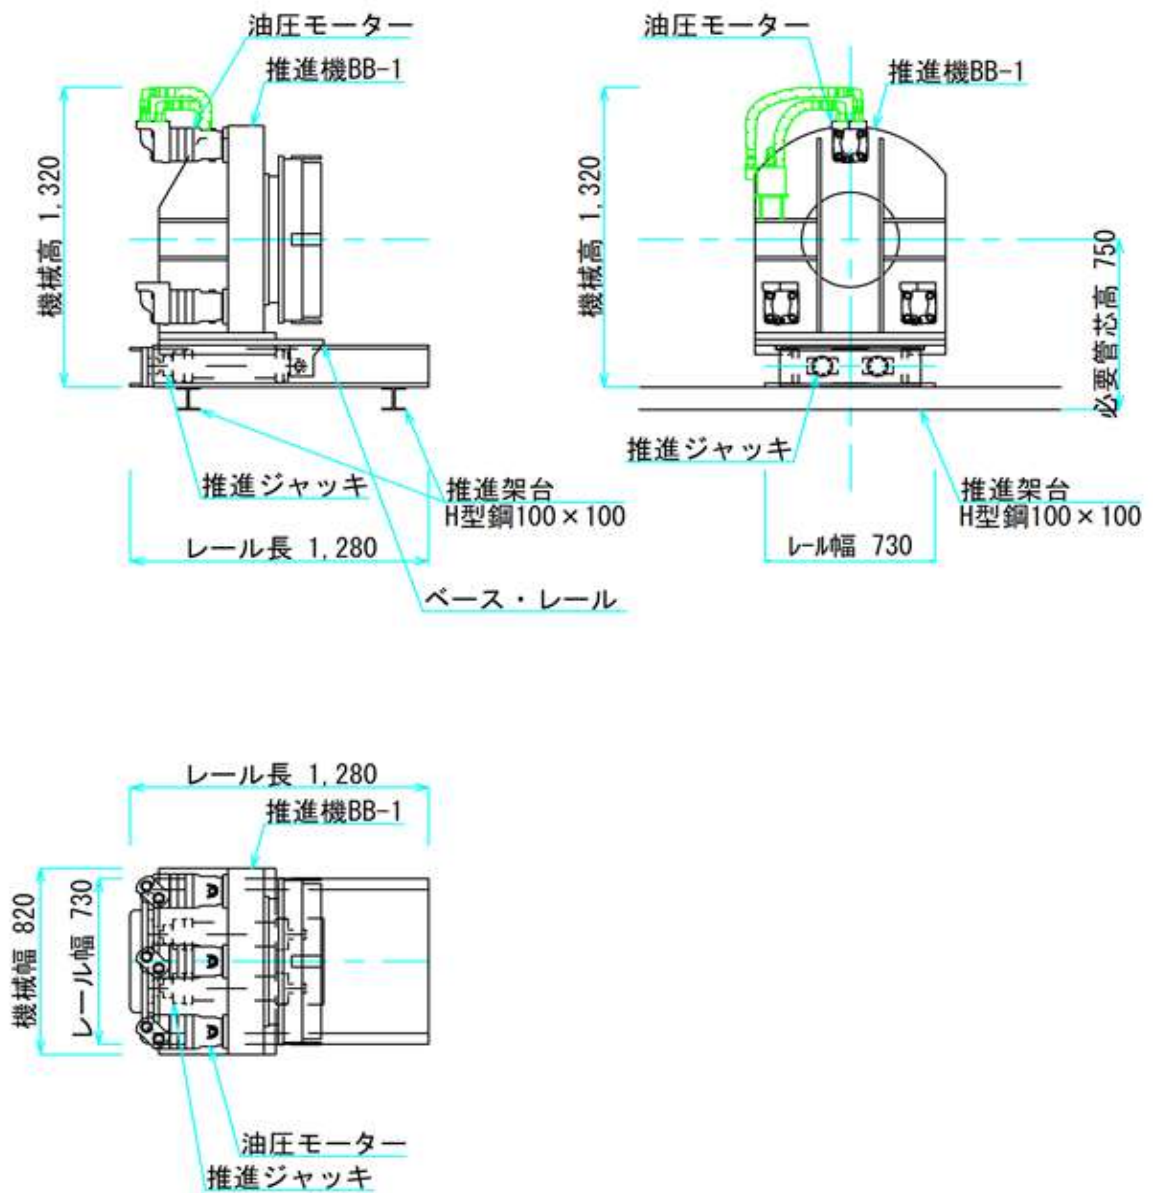 油圧モーター
推進機BB-1
機械高 1,320
推進ジャッキ
推進架台
H型鋼100×100
レール長 1,280
ベース・レール
油圧モーター
推進機BB-1
機械高 1,320
必要管芯高 750
推進ジャッキ
推進架台
H型鋼100×100
レール幅 730
レール長 1,280
推進機BB-1
機械幅 820
レール幅 730
油圧モーター
推進ジャッキ